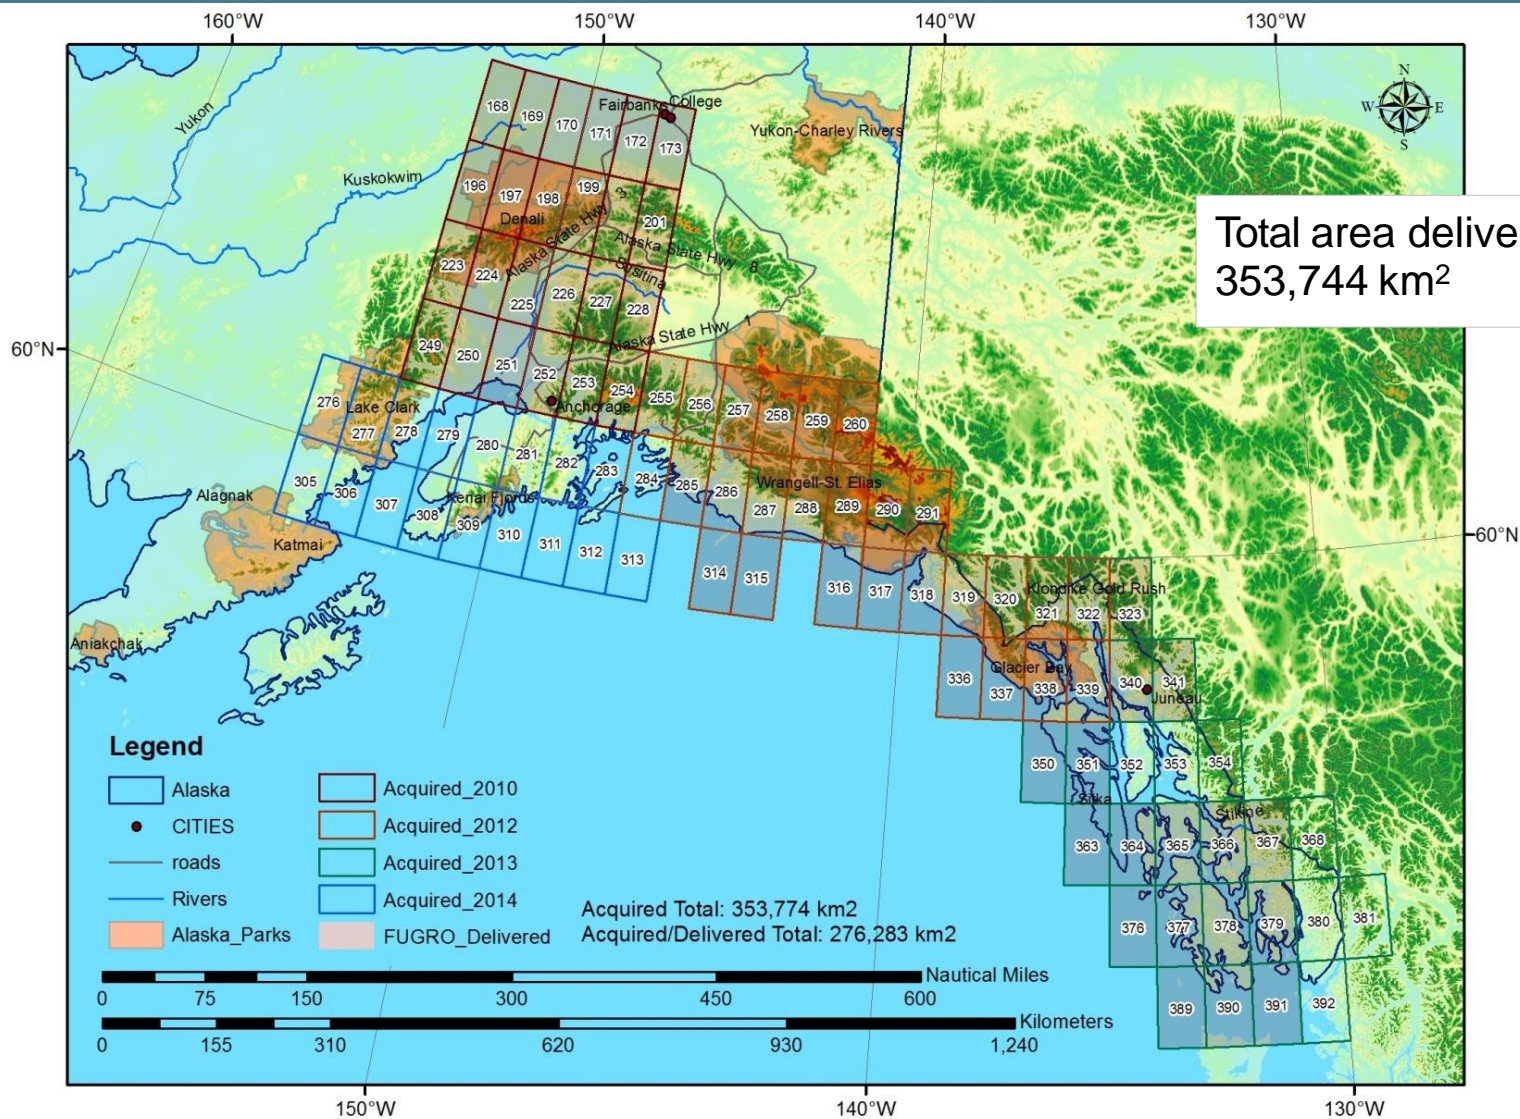 160°W
150°W
140°W
130°W
N
W E
S
168
169
170
171
172
173
Fairbanks
College
Yukon-Charley Rivers
Yukon
Kuskokwim
196
197
198
199
201
Denali
Alaska State Hwy 3
Alaska State Hwy 8
Susitina
Total area delive
353,744 km²
223
224
225
226
227
228
Alaska State Hwy 1
60°N
249
250
251
252
253
254
255
256
257
258
259
260
Anchorage
276
277
278
279
280
281
282
283
284
285
286
287
288
289
290
291
Lake Clark
Wrangell-St. Elias
Kenai Fjords
305
306
307
308
309
310
311
312
313
314
315
316
317
318
319
320
321
322
323
60°N
Alagnak
Katmai
Aniakchak
Klondike Gold Rush
Glacier Bay
336
337
338
339
340
341
Juneau
350
351
352
353
354
Sitka
Stikine
363
364
365
366
367
368
376
377
378
379
380
381
389
390
391
392
Legend
Alaska
CITIES
roads
Rivers
Alaska_Parks
Acquired_2010
Acquired_2012
Acquired_2013
Acquired_2014
FUGRO_Delivered
Acquired Total: 353,774 km2
Acquired/Delivered Total: 276,283 km2
Nautical Miles
0 75 150 300 450 600
Kilometers
0 155 310 620 930 1,240
150°W
140°W
130°W